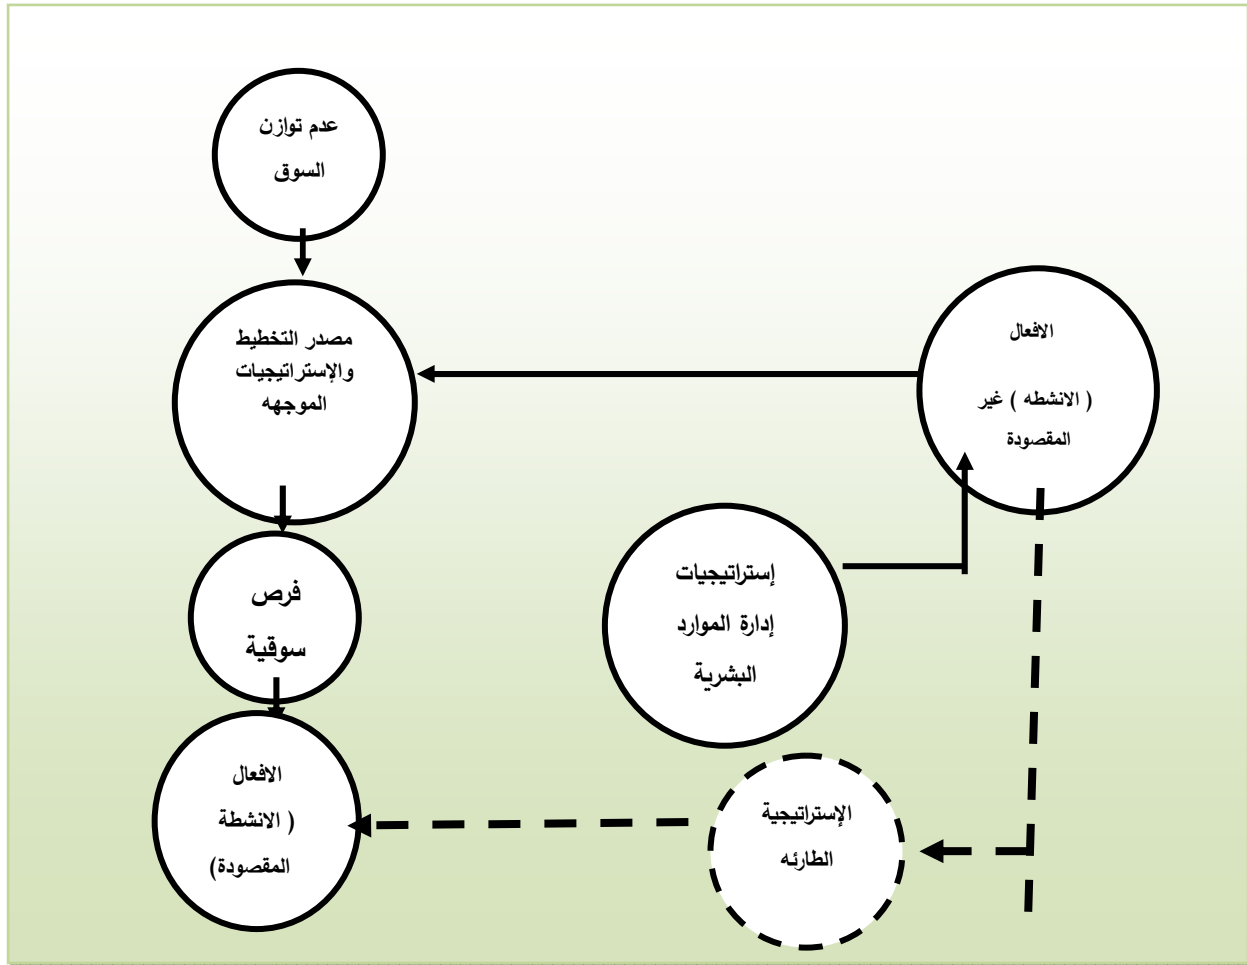 عدم توازن
السوق
مصدر التخطيط
والإستراتيجيات
الموجهه
الافعال
( الانشطه ) غير
المقصودة
فرص
سوقية
إستراتيجيات
إدارة الموارد
البشرية
الافعال
( الانشطة
المقصودة)
الإستراتيجية
الطارئه